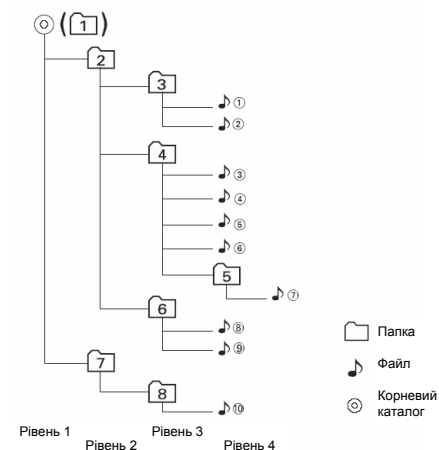 (1)
2
3
①
②
4
③
④
⑤
⑥
5
⑦
6
⑧
⑨
7
8
⑩
Папка
Файл
Корневий
каталог
Рівень 1
Рівень 2
Рівень 3
Рівень 4